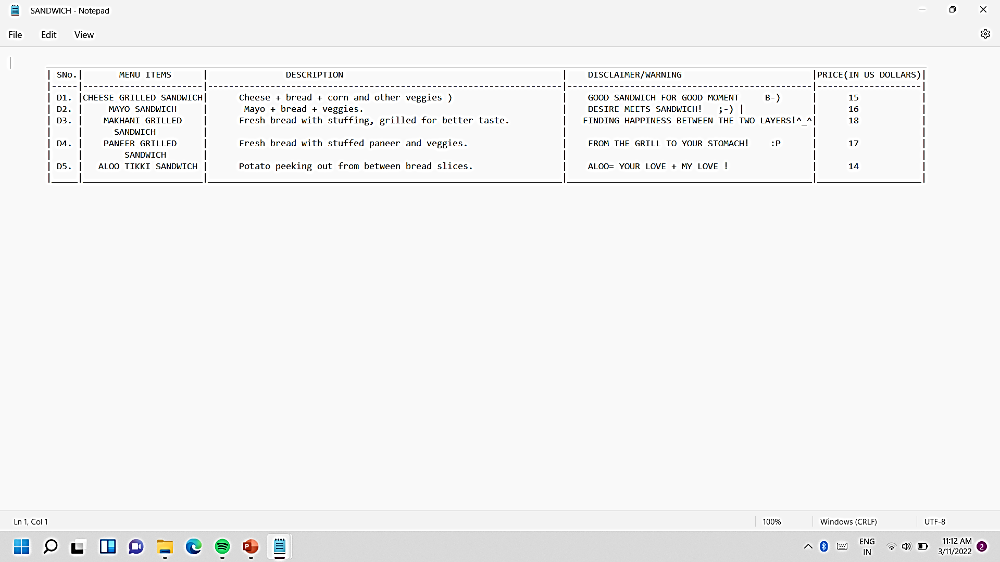 SANDWICH - Notepad
File Edit View
| SNo.| MENU ITEMS | DESCRIPTION | DISCLAIMER/WARNING |PRICE(IN US DOLLARS)|
|-----|-----------------------|--------------------------------------------------------------------|-----------------------------------------------|--------------------|
| D1. |CHEESE GRILLED SANDWICH| Cheese + bread + corn and other veggies ) | GOOD SANDWICH FOR GOOD MOMENT B-) | 15 |
| D2. | MAYO SANDWICH | Mayo + bread + veggies. | DESIRE MEETS SANDWICH! ;-) | | 16 |
| D3. | MAKHANI GRILLED | Fresh bread with stuffing, grilled for better taste. | FINDING HAPPINESS BETWEEN THE TWO LAYERS!^_^| 18 |
| | SANDWICH | | | |
| D4. | PANEER GRILLED | Fresh bread with stuffed paneer and veggies. | FROM THE GRILL TO YOUR STOMACH! :P | 17 |
| | SANDWICH | | | |
| D5. | ALOO TIKKI SANDWICH | Potato peeking out from between bread slices. | ALOO= YOUR LOVE + MY LOVE ! | 14 |
|_____|_______________________|____________________________________________________________________|_______________________________________________|____________________|
Ln 1, Col 1 100% Windows (CRLF) UTF-8
ENG
IN
11:12 AM
3/11/2022
2